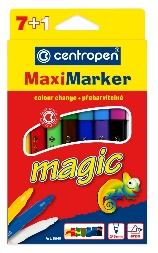 7+1
centropen
MaxiMarker
colour change • přebarvitelné
magic